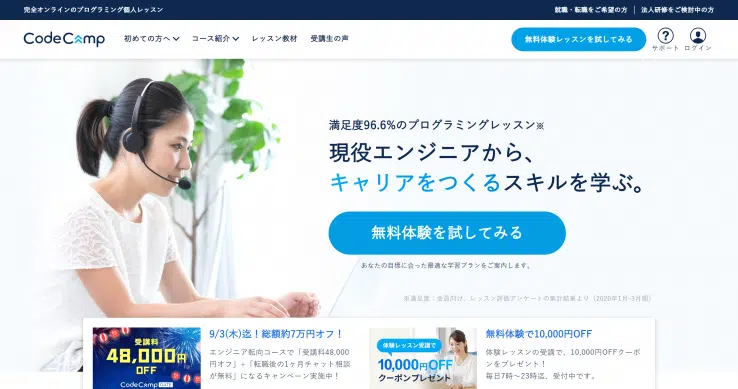 完全オンラインのプログラミング個人レッスン
就職・転職をご希望の方
法人研修をご検討中の方
CodeCamp
初めての方へ
コース紹介
レッスン教材
受講生の声
無料体験レッスンを試してみる
サポート
ログイン
満足度96.6%のプログラミングレッスン※
現役エンジニアから、
キャリアをつくるスキルを学ぶ。
無料体験を試してみる
あなたの目標に合った最適な学習プランをご案内します。
※満足度：会員向け、レッスン評価アンケートの集計結果より（2020年1月-3月期）
受講料
48,000円
OFF
CodeCamp GATE
9/3(木)迄！総額約7万円オフ！
エンジニア転向コースで「受講料48,000
円オフ」+「転職後の1ヶ月チャット相談
が無料」になるキャンペーン実施中！
体験レッスン受講で
10,000円OFF
クーポンプレゼント
無料体験で10,000円OFF
体験レッスンの受講で、10,000円OFFクーポ
ンをプレゼント！
毎日7時〜23時迄、受付中です。